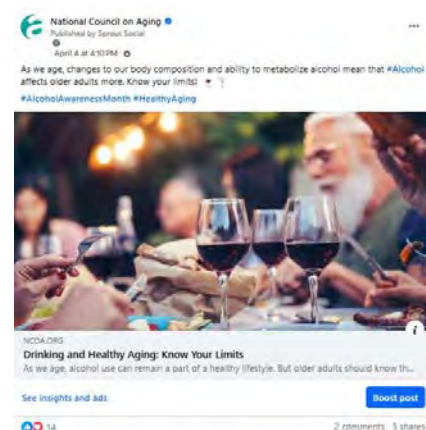 National Council on Aging
Published by Sprout Social
April 4 at 4:10 PM
As we age, changes to our body composition and ability to metabolize alcohol mean that #Alcohol
affects older adults more. Know your limits!
#AlcoholAwarenessMonth #HealthyAging
NCOA.ORG
Drinking and Healthy Aging: Know Your Limits
As we age, alcohol use can remain a part of a healthy lifestyle. But older adults should know th...
See insights and ads
Boost post
14
2 comments 5 shares